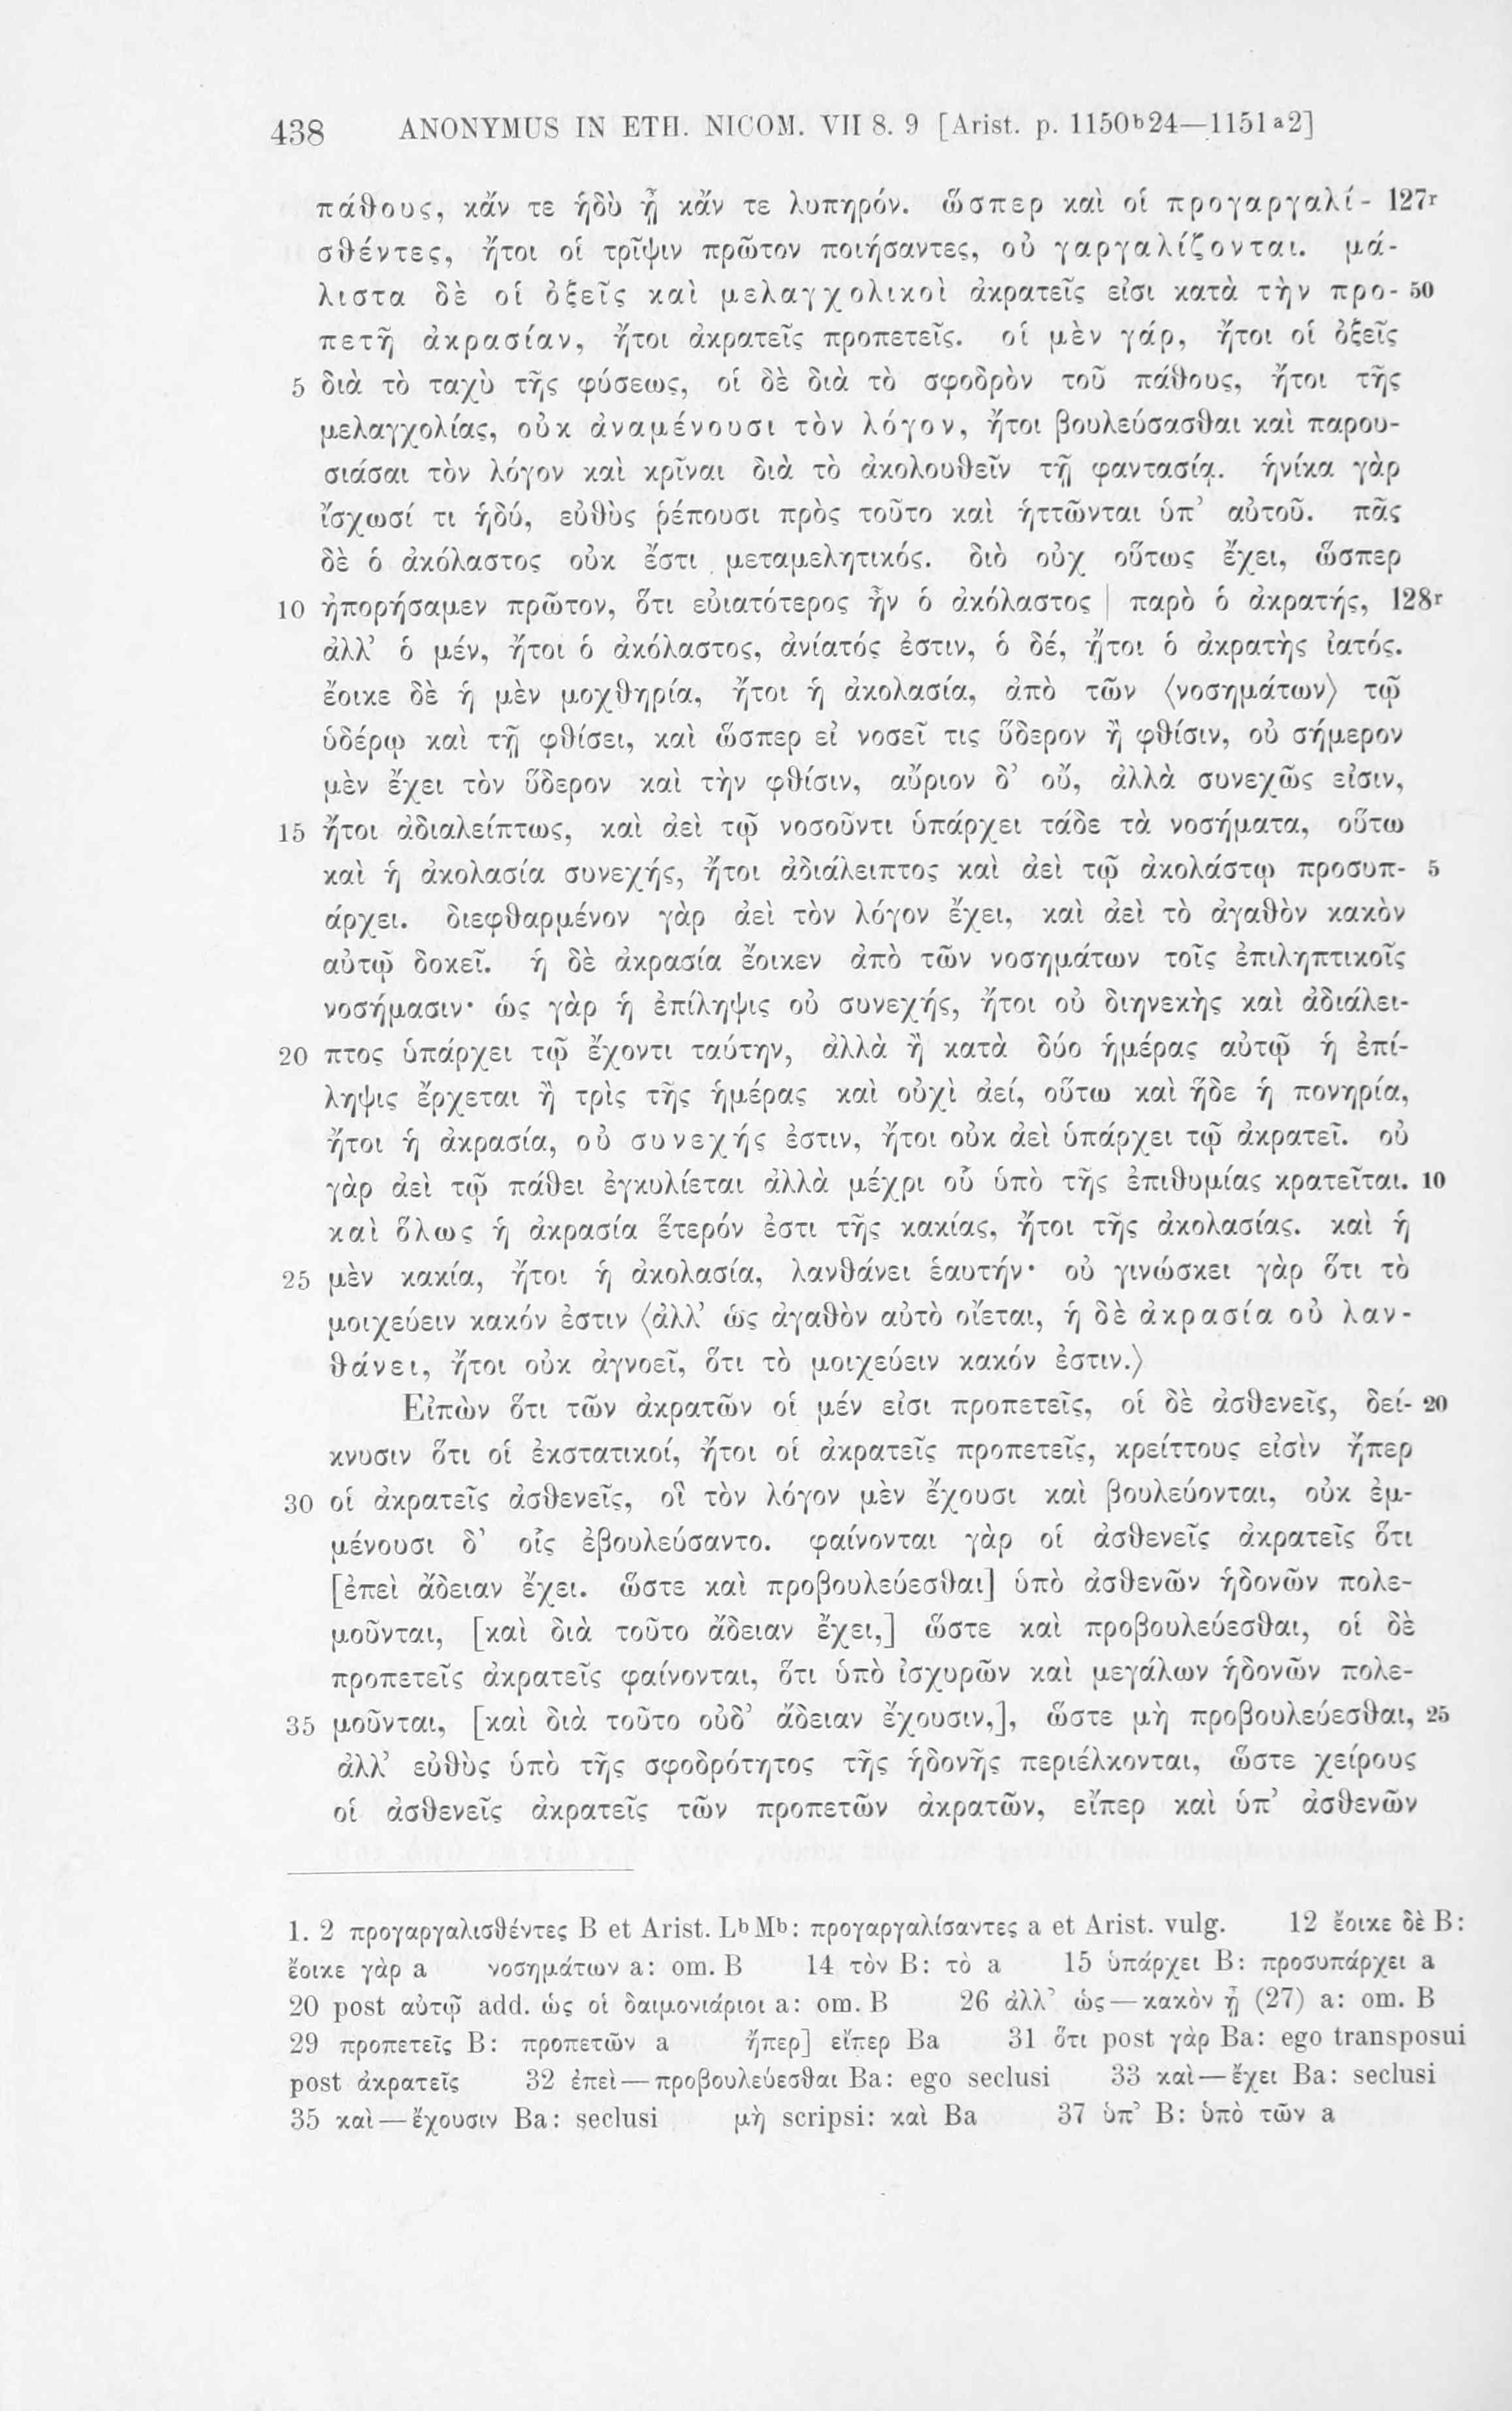 438 ANONYMUS IN ETH. NICOM. VII 8. 9 [Arist. p. 1150b24—1151a2]
πάθους, κἄν τε ἡδὺ ᾖ κἄν τε λυπηρόν. ὥσπερ καὶ οἱ προγαργαλί- 127r
σθέντες, ἤτοι οἱ τρῖψιν πρῶτον ποιήσαντες, οὐ γαργαλίζονται. μά-
λιστα δὲ οἱ ὀξεῖς καὶ μελαγχολικοὶ ἀκρατεῖς εἰσι κατὰ τὴν προ- 50
πετῆ ἀκρασίαν, ἤτοι ἀκρατεῖς προπετεῖς. οἱ μὲν γάρ, ἤτοι οἱ ὀξεῖς
5 διὰ τὸ ταχὺ τῆς φύσεως, οἱ δὲ διὰ τὸ σφοδρὸν τοῦ πάθους, ἤτοι τῆς
μελαγχολίας, οὐκ ἀναμένουσι τὸν λόγον, ἤτοι βουλεύσασθαι καὶ παρου-
σιάσαι τὸν λόγον καὶ κρῖναι διὰ τὸ ἀκολουθεῖν τῇ φαντασίᾳ. ἡνίκα γὰρ
ἴσχωσί τι ἡδύ, εὐθὺς ῥέπουσι πρὸς τοῦτο καὶ ἡττῶνται ὑπ’ αὐτοῦ. πᾶς
δὲ ὁ ἀκόλαστος οὐκ ἔστι μεταμελητικός. διὸ οὐχ οὕτως ἔχει, ὥσπερ
10 ἠπορήσαμεν πρῶτον, ὅτι εὐιατότερος ἦν ὁ ἀκόλαστος | παρὸ ὁ ἀκρατής, 128r
ἀλλ’ ὁ μέν, ἤτοι ὁ ἀκόλαστος, ἀνίατός ἐστιν, ὁ δέ, ἤτοι ὁ ἀκρατὴς ἰατός.
ἔοικε δὲ ἡ μὲν μοχθηρία, ἤτοι ἡ ἀκολασία, ἀπὸ τῶν ⟨νοσημάτων⟩ τῷ
ὑδέρῳ καὶ τῇ φθίσει, καὶ ὥσπερ εἰ νοσεῖ τις ὕδερον ἢ φθίσιν, οὐ σήμερον
μὲν ἔχει τὸν ὕδερον καὶ τὴν φθίσιν, αὔριον δ’ οὔ, ἀλλὰ συνεχῶς εἰσιν,
15 ἤτοι ἀδιαλείπτως, καὶ ἀεὶ τῷ νοσοῦντι ὑπάρχει τάδε τὰ νοσήματα, οὕτω
καὶ ἡ ἀκολασία συνεχής, ἤτοι ἀδιάλειπτος καὶ ἀεὶ τῷ ἀκολάστῳ προσυπ- 5
άρχει. διεφθαρμένον γὰρ ἀεὶ τὸν λόγον ἔχει, καὶ ἀεὶ τὸ ἀγαθὸν κακὸν
αὐτῷ δοκεῖ. ἡ δὲ ἀκρασία ἔοικεν ἀπὸ τῶν νοσημάτων τοῖς ἐπιληπτικοῖς
νοσήμασιν· ὡς γὰρ ἡ ἐπίληψις οὐ συνεχής, ἤτοι οὐ διηνεκὴς καὶ ἀδιάλει-
20 πτος ὑπάρχει τῷ ἔχοντι ταύτην, ἀλλὰ ἢ κατὰ δύο ἡμέρας αὐτῷ ἡ ἐπί-
ληψις ἔρχεται ἢ τρὶς τῆς ἡμέρας καὶ οὐχὶ ἀεί, οὕτω καὶ ἥδε ἡ πονηρία,
ἤτοι ἡ ἀκρασία, οὐ συνεχής ἐστιν, ἤτοι οὐκ ἀεὶ ὑπάρχει τῷ ἀκρατεῖ. οὐ
γὰρ ἀεὶ τῷ πάθει ἐγκυλίεται ἀλλὰ μέχρι οὗ ὑπὸ τῆς ἐπιθυμίας κρατεῖται. 10
καὶ ὅλως ἡ ἀκρασία ἕτερόν ἐστι τῆς κακίας, ἤτοι τῆς ἀκολασίας. καὶ ἡ
25 μὲν κακία, ἤτοι ἡ ἀκολασία, λανθάνει ἑαυτήν· οὐ γινώσκει γὰρ ὅτι τὸ
μοιχεύειν κακόν ἐστιν ⟨ἀλλ’ ὡς ἀγαθὸν αὐτὸ οἴεται, ἡ δὲ ἀκρασία οὐ λαν-
θάνει, ἤτοι οὐκ ἀγνοεῖ, ὅτι τὸ μοιχεύειν κακόν ἐστιν.⟩
Εἰπὼν ὅτι τῶν ἀκρατῶν οἱ μέν εἰσι προπετεῖς, οἱ δὲ ἀσθενεῖς, δεί- 20
κνυσιν ὅτι οἱ ἐκστατικοί, ἤτοι οἱ ἀκρατεῖς προπετεῖς, κρείττους εἰσὶν ἤπερ
30 οἱ ἀκρατεῖς ἀσθενεῖς, οἳ τὸν λόγον μὲν ἔχουσι καὶ βουλεύονται, οὐκ ἐμ-
μένουσι δ’ οἷς ἐβουλεύσαντο. φαίνονται γὰρ οἱ ἀσθενεῖς ἀκρατεῖς ὅτι
[ἐπεὶ ἄδειαν ἔχει. ὥστε καὶ προβουλεύεσθαι] ὑπὸ ἀσθενῶν ἡδονῶν πολε-
μοῦνται, [καὶ διὰ τοῦτο ἄδειαν ἔχει,] ὥστε καὶ προβουλεύεσθαι, οἱ δὲ
προπετεῖς ἀκρατεῖς φαίνονται, ὅτι ὑπὸ ἰσχυρῶν καὶ μεγάλων ἡδονῶν πολε-
35 μοῦνται, [καὶ διὰ τοῦτο οὐδ’ ἄδειαν ἔχουσιν,], ὥστε μὴ προβουλεύεσθαι, 25
ἀλλ’ εὐθὺς ὑπὸ τῆς σφοδρότητος τῆς ἡδονῆς περιέλκονται, ὥστε χείρους
οἱ ἀσθενεῖς ἀκρατεῖς τῶν προπετῶν ἀκρατῶν, εἴπερ καὶ ὑπ’ ἀσθενῶν
1. 2 προγαργαλισθέντες B et Arist. Lb Mb: προγαργαλίσαντες a et Arist. vulg. 12 ἔοικε δὲ B:
ἔοικε γὰρ a νοσημάτων a: om. B 14 τὸν B: τὸ a 15 ὑπάρχει B: προσυπάρχει a
20 post αὐτῷ add. ὡς οἱ δαιμονιάριοι a: om. B 26 ἀλλ’ ὡς — κακὸν ᾖ (27) a: om. B
29 προπετεῖς B: προπετῶν a ἤπερ] εἴπερ Ba 31 ὅτι post γὰρ Ba: ego transposui
post ἀκρατεῖς 32 ἐπεὶ — προβουλεύεσθαι Ba: ego seclusi 33 καὶ — ἔχει Ba: seclusi
35 καὶ — ἔχουσιν Ba: seclusi μὴ scripsi: καὶ Ba 37 ὑπ’ B: ὑπὸ τῶν a